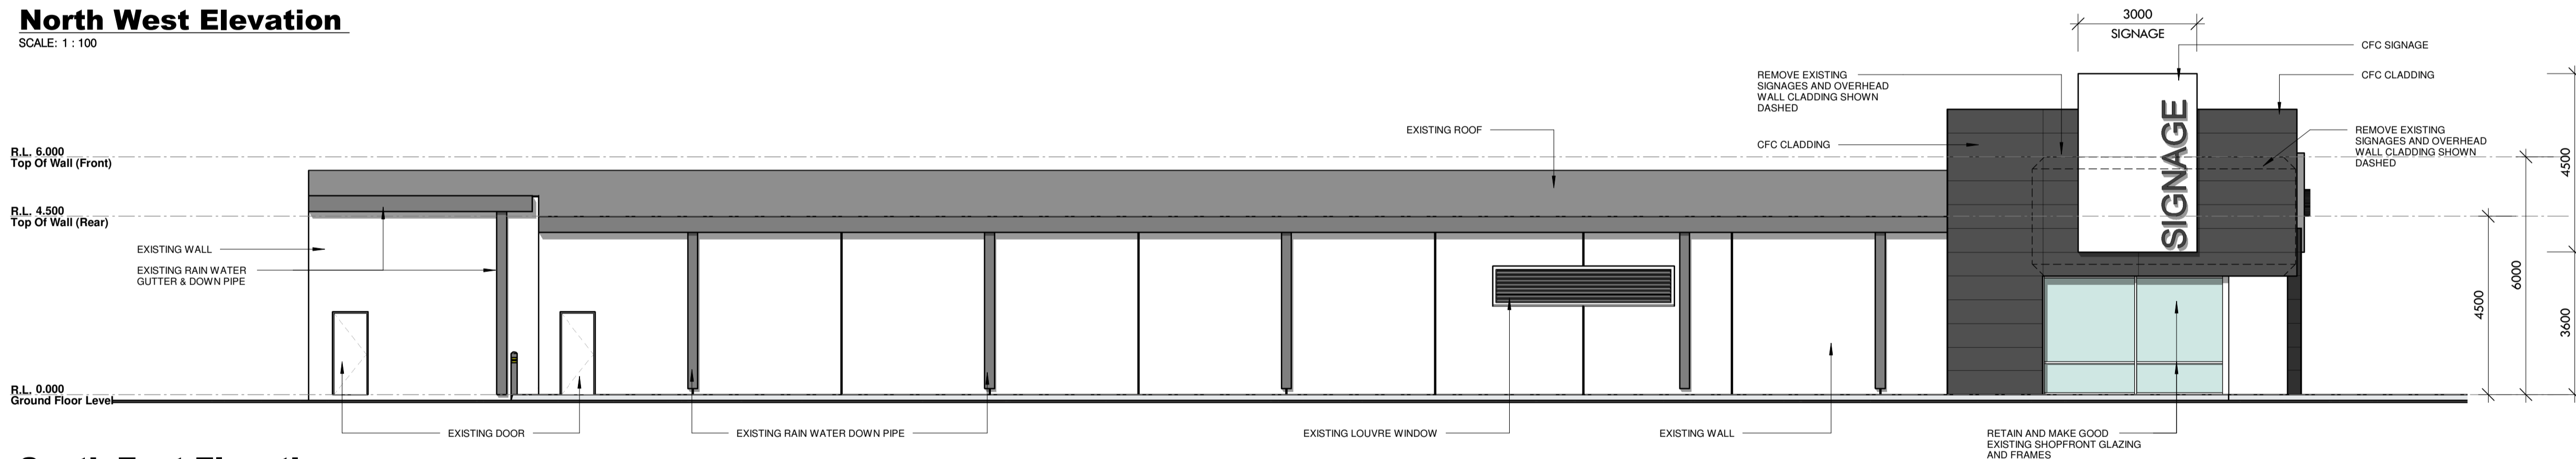 North West Elevation
SCALE: 1 : 100
3000
SIGNAGE
CFC SIGNAGE
CFC CLADDING
REMOVE EXISTING
SIGNAGES AND OVERHEAD
WALL CLADDING SHOWN
DASHED
EXISTING ROOF
CFC CLADDING
REMOVE EXISTING
SIGNAGES AND OVERHEAD
WALL CLADDING SHOWN
DASHED
SIGNAGE
R.L. 6.000
Top Of Wall (Front)
R.L. 4.500
Top Of Wall (Rear)
EXISTING WALL
EXISTING RAIN WATER
GUTTER & DOWN PIPE
4500
6000
4500
3600
R.L. 0.000
Ground Floor Level
EXISTING DOOR
EXISTING RAIN WATER DOWN PIPE
EXISTING LOUVRE WINDOW
EXISTING WALL
RETAIN AND MAKE GOOD
EXISTING SHOPFRONT GLAZING
AND FRAMES